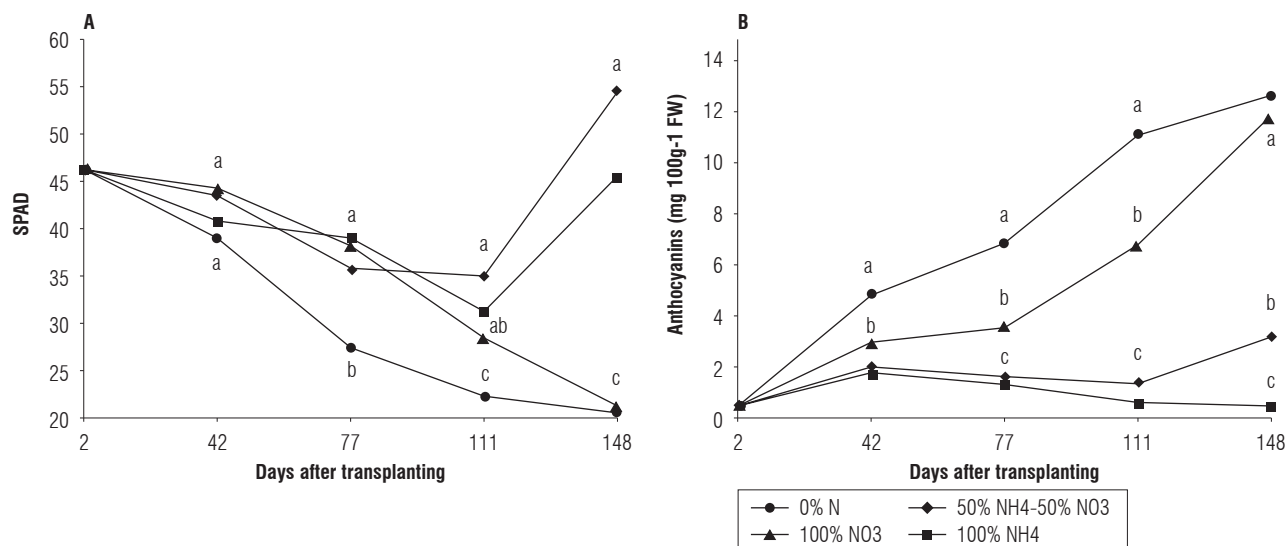 A
60
55
50
45
40
35
30
25
20
SPAD
a
a
a
b
a
ab
c
a
c
2
42
77
111
148
Days after transplanting
B
14
12
10
8
6
4
2
0
Anthocyanins (mg 100g-1 FW)
a
b
a
b
c
a
b
c
a
b
c
2
42
77
111
148
Days after transplanting
0% N
50% NH4-50% NO3
100% NO3
100% NH4